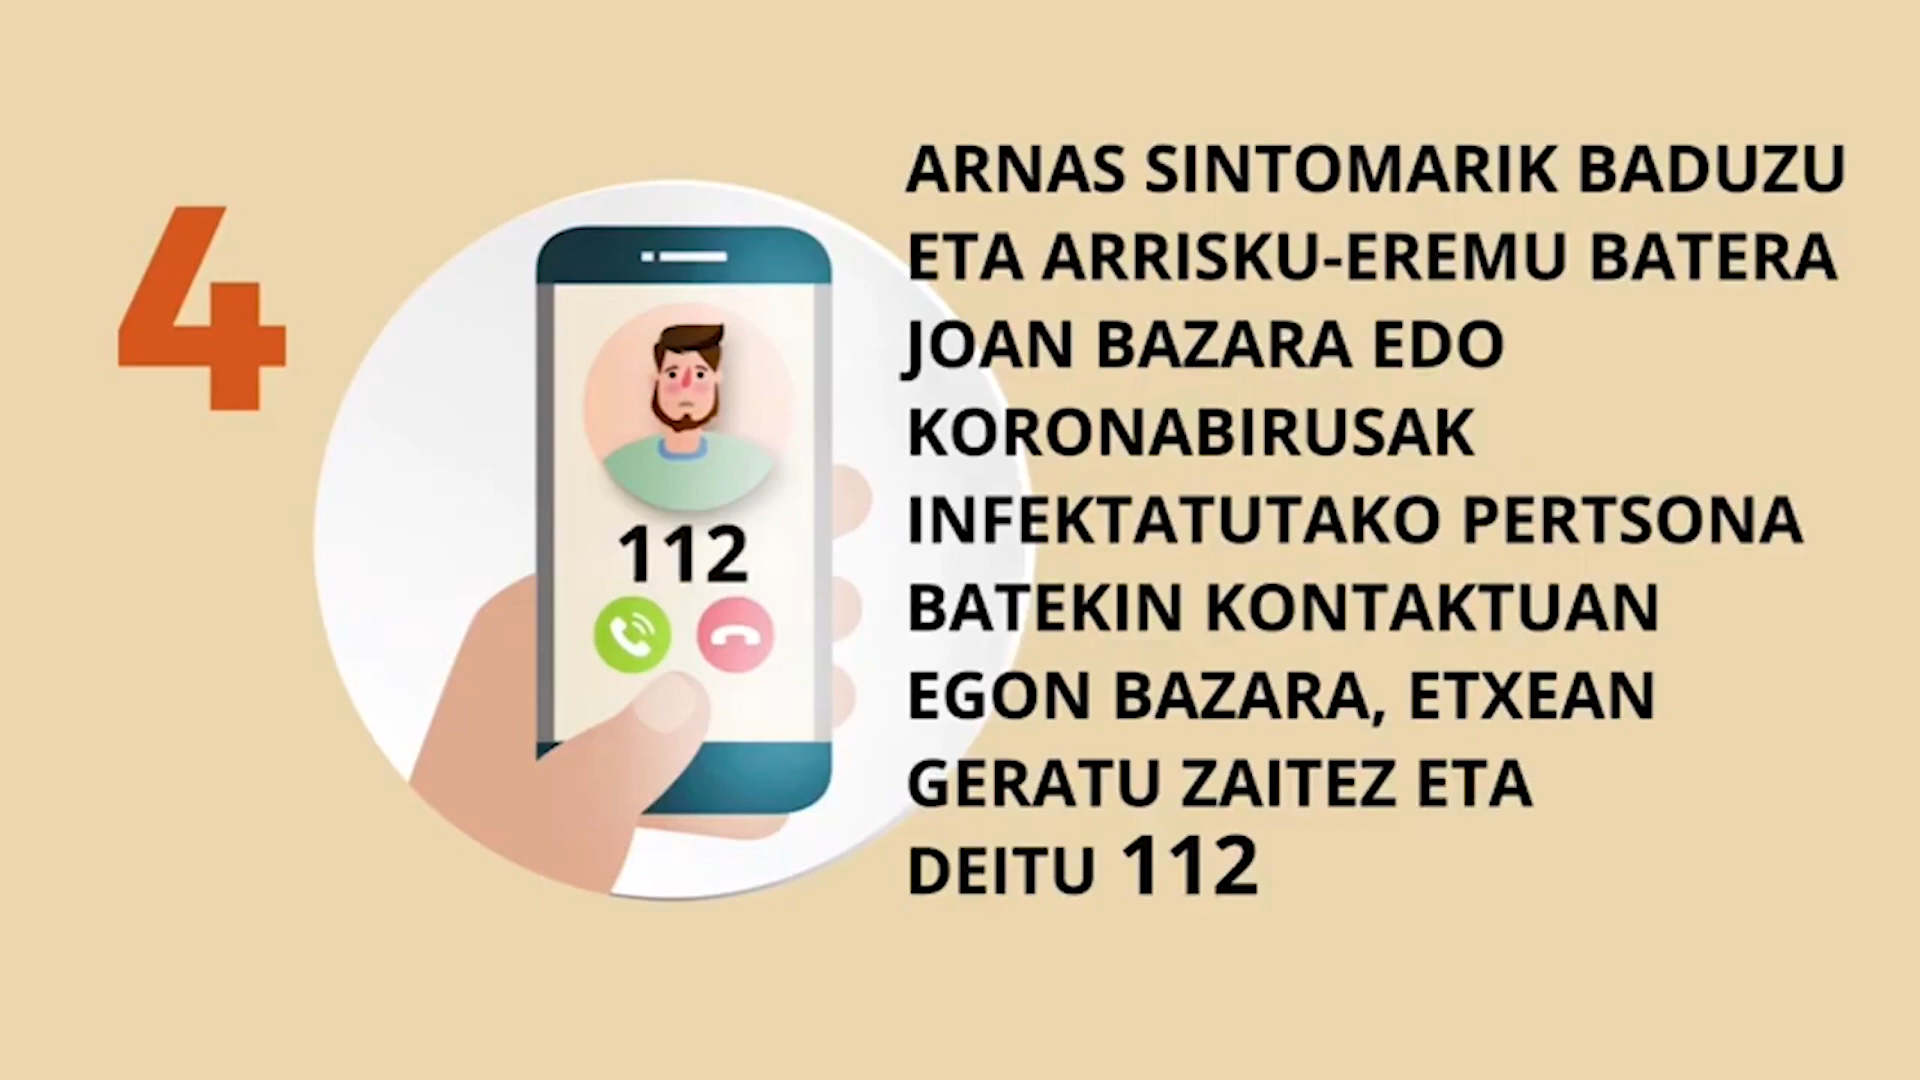 4
ARNAS SINTOMARIK BADUZU
ETA ARRISKU-EREMU BATERA
JOAN BAZARA EDO
KORONABIRUSAK
INFEKTATUTAKO PERTSONA
BATEKIN KONTAKTUAN
EGON BAZARA, ETXEAN
GERATU ZAITEZ ETA
DEITU 112
112